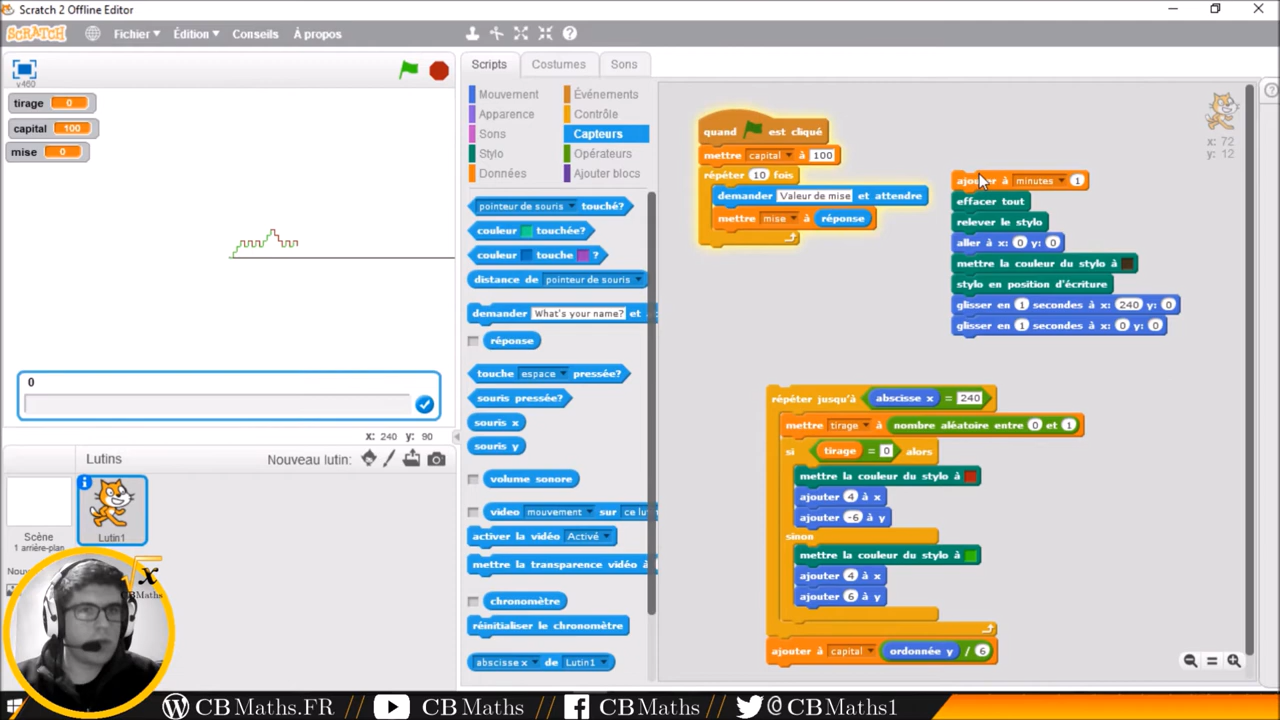 Scratch 2 Offline Editor
SCRATCH Fichier Édition Conseils À propos
v460
tirage 0
capital 100
mise 0
0
x: 240 y: 90
Lutins Nouveau lutin:
Scène
1 arrière-plan
Lutin1
Scripts Costumes Sons
Mouvement Événements
Apparence Contrôle
Sons Capteurs
Stylo Opérateurs
Données Ajouter blocs
pointeur de souris touché?
couleur touchée?
couleur touche ?
distance de pointeur de souris
demander What's your name? et
réponse
touche espace pressée?
souris pressée?
souris x
souris y
volume sonore
video mouvement sur ce lu
activer la vidéo Activé
mettre la transparence vidéo à
chronomètre
réinitialiser le chronomètre
abscisse x de Lutin1
quand est cliqué
mettre capital à 100
répéter 10 fois
demander Valeur de mise et attendre
mettre mise à réponse
x: 72
y: 12
ajouter à minutes 1
effacer tout
relever le stylo
aller à x: 0 y: 0
mettre la couleur du stylo à
stylo en position d'écriture
glisser en 1 secondes à x: 240 y: 0
glisser en 1 secondes à x: 0 y: 0
répéter jusqu'à abscisse x = 240
mettre tirage à nombre aléatoire entre 0 et 1
si tirage = 0 alors
mettre la couleur du stylo à
ajouter 4 à x
ajouter -6 à y
sinon
mettre la couleur du stylo à
ajouter 4 à x
ajouter 6 à y
ajouter à capital ordonnée y / 6
√x
CBMaths
CBMaths.FR CBMaths CBMaths @CBMaths1